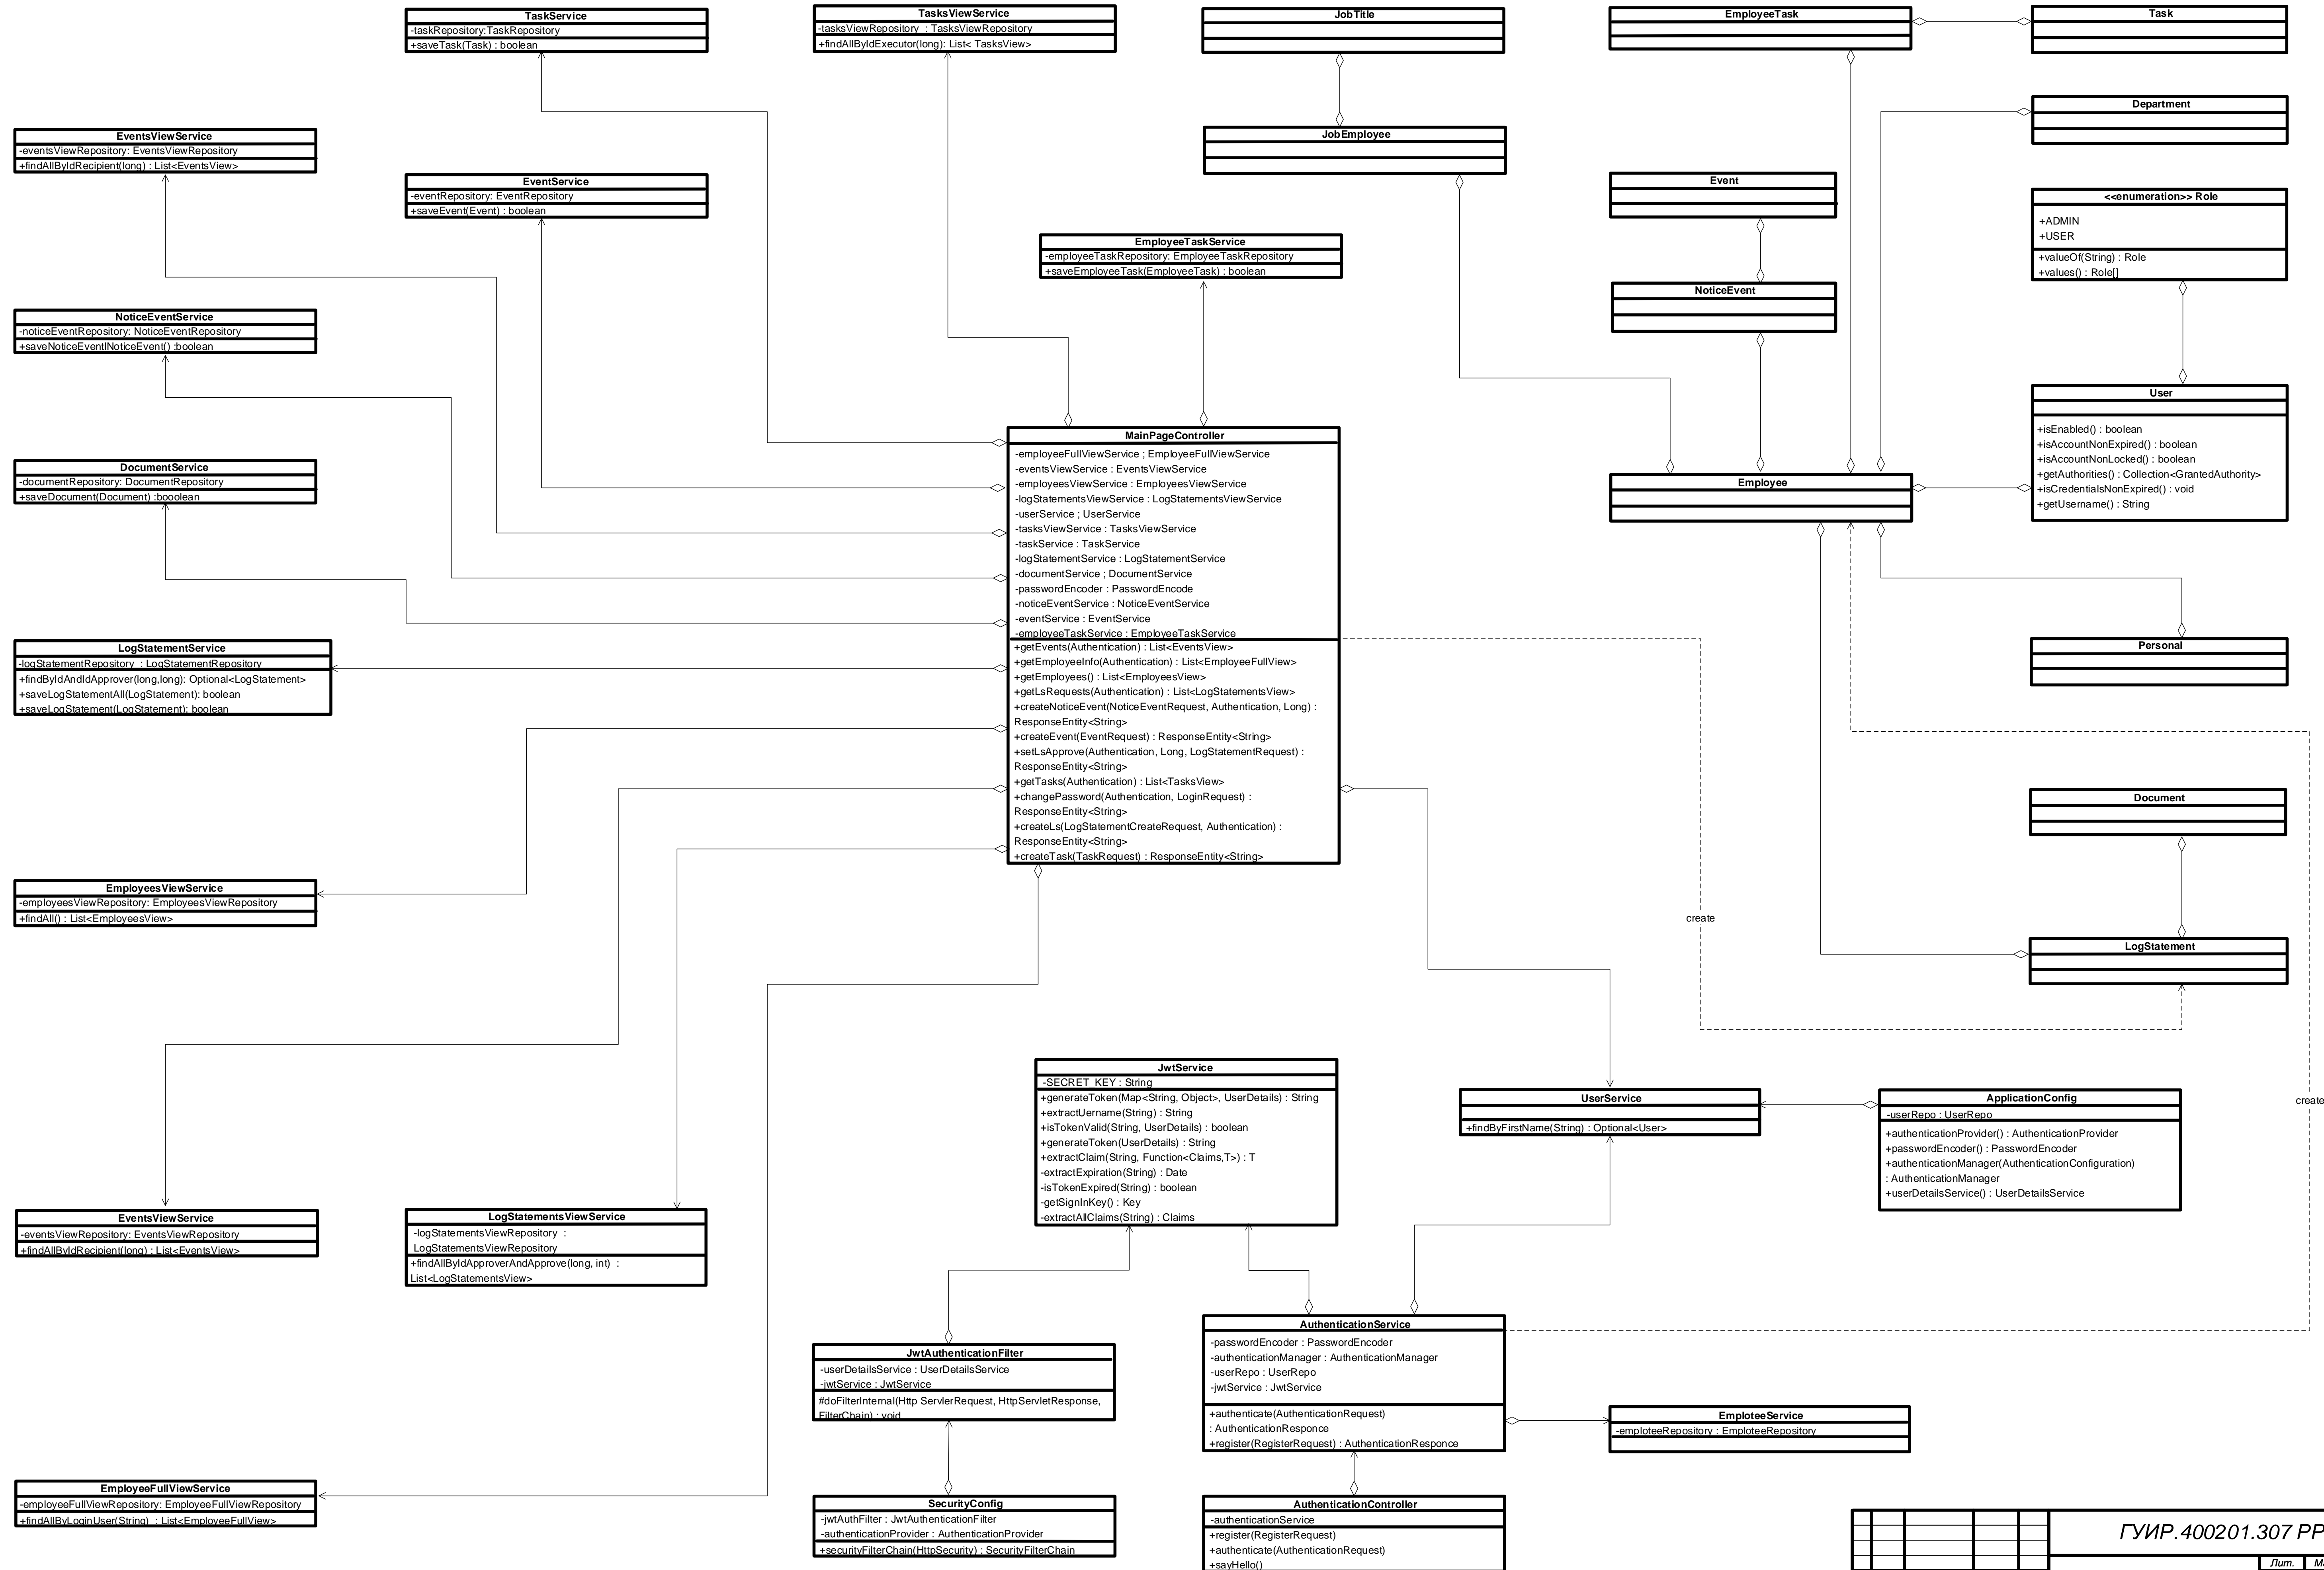 TaskService
-taskRepository:TaskRepository
+saveTask(Task) : boolean
TasksViewService
-tasksViewRepository : TasksViewRepository
+findAllByIdExecutor(long): List< TasksView>
JobTitle
EmployeeTask
Task
Department
EventsViewService
-eventsViewRepository: EventsViewRepository
+findAllByIdRecipient(long) : List<EventsView>
JobEmployee
EventService
-eventRepository: EventRepository
+saveEvent(Event) : boolean
Event
<<enumeration>> Role
+ADMIN
+USER
+valueOf(String) : Role
+values() : Role[]
EmployeeTaskService
-employeeTaskRepository: EmployeeTaskRepository
+saveEmployeeTask(EmployeeTask) : boolean
NoticeEvent
NoticeEventService
-noticeEventRepository: NoticeEventRepository
+saveNoticeEventlNoticeEvent() :boolean
User
+isEnabled() : boolean
+isAccountNonExpired() : boolean
+isAccountNonLocked() : boolean
+getAuthorities() : Collection<GrantedAuthority>
+isCredentialsNonExpired() : void
+getUsername() : String
DocumentService
-documentRepository: DocumentRepository
+saveDocument(Document) :booolean
MainPageController
-employeeFullViewService ; EmployeeFullViewService
-eventsViewService : EventsViewService
-employeesViewService : EmployeesViewService
-logStatementsViewService : LogStatementsViewService
-userService ; UserService
-tasksViewService : TasksViewService
-taskService : TaskService
-logStatementService : LogStatementService
-documentService ; DocumentService
-passwordEncoder : PasswordEncode
-noticeEventService : NoticeEventService
-eventService : EventService
-employeeTaskService : EmployeeTaskService
+getEvents(Authentication) : List<EventsView>
+getEmployeeInfo(Authentication) : List<EmployeeFullView>
+getEmployees() : List<EmployeesView>
+getLsRequests(Authentication) : List<LogStatementsView>
+createNoticeEvent(NoticeEventRequest, Authentication, Long) :
ResponseEntity<String>
+createEvent(EventRequest) : ResponseEntity<String>
+setLsApprove(Authentication, Long, LogStatementRequest) :
ResponseEntity<String>
+getTasks(Authentication) : List<TasksView>
+changePassword(Authentication, LoginRequest) :
ResponseEntity<String>
+createLs(LogStatementCreateRequest, Authentication) :
ResponseEntity<String>
+createTask(TaskRequest) : ResponseEntity<String>
Employee
LogStatementService
-logStatementRepository : LogStatementRepository
+findByIdAndIdApprover(long,long): Optional<LogStatement>
+saveLogStatementAll(LogStatement): boolean
+saveLogStatement(LogStatement): boolean
Personal
Document
EmployeesViewService
-employeesViewRepository: EmployeesViewRepository
+findAll() : List<EmployeesView>
create
LogStatement
JwtService
-SECRET_KEY : String
+generateToken(Map<String, Object>, UserDetails) : String
+extractUername(String) : String
+isTokenValid(String, UserDetails) : boolean
+generateToken(UserDetails) : String
+extractClaim(String, Function<Claims,T>) : T
-extractExpiration(String) : Date
-isTokenExpired(String) : boolean
-getSignInKey() : Key
-extractAllClaims(String) : Claims
UserService
+findByFirstName(String) : Optional<User>
ApplicationConfig
-userRepo : UserRepo
+authenticationProvider() : AuthenticationProvider
+passwordEncoder() : PasswordEncoder
+authenticationManager(AuthenticationConfiguration)
: AuthenticationManager
+userDetailsService() : UserDetailsService
create
EventsViewService
-eventsViewRepository: EventsViewRepository
+findAllByIdRecipient(long) : List<EventsView>
LogStatementsViewService
-logStatementsViewRepository :
LogStatementsViewRepository
+findAllByIdApproverAndApprove(long, int) :
List<LogStatementsView>
AuthenticationService
-passwordEncoder : PasswordEncoder
-authenticationManager : AuthenticationManager
-userRepo : UserRepo
-jwtService : JwtService
+authenticate(AuthenticationRequest)
: AuthenticationResponce
+register(RegisterRequest) : AuthenticationResponce
JwtAuthenticationFilter
-userDetailsService : UserDetailsService
-jwtService : JwtService
#doFilterInternal(Http ServlerRequest, HttpServletResponse,
FilterChain) : void
EmploteeService
-emploteeRepository : EmploteeRepository
EmployeeFullViewService
-employeeFullViewRepository: EmployeeFullViewRepository
+findAllByLoginUser(String) : List<EmployeeFullView>
SecurityConfig
-jwtAuthFilter : JwtAuthenticationFilter
-authenticationProvider : AuthenticationProvider
+securityFilterChain(HttpSecurity) : SecurityFilterChain
AuthenticationController
-authenticationService
+register(RegisterRequest)
+authenticate(AuthenticationRequest)
+sayHello()
ГУИР.400201.307 РР
Лит.